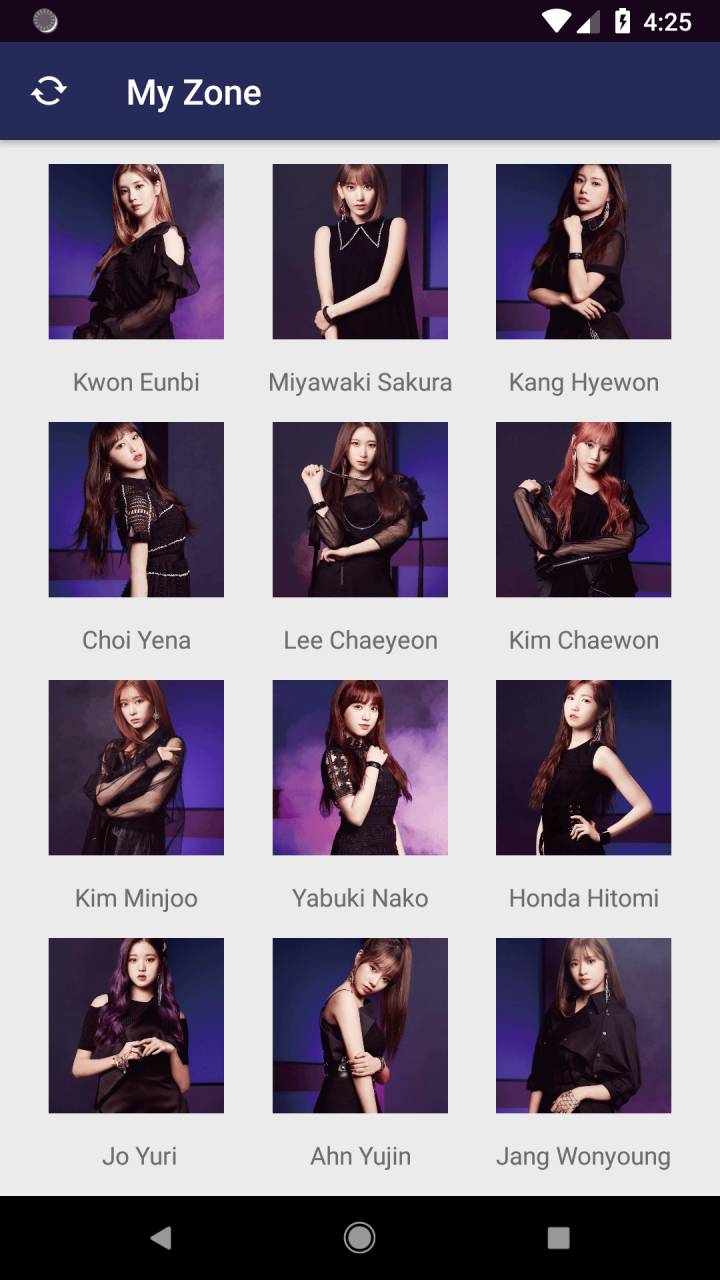 4:25
My Zone
Kwon Eunbi
Miyawaki Sakura
Kang Hyewon
Choi Yena
Lee Chaeyeon
Kim Chaewon
Kim Minjoo
Yabuki Nako
Honda Hitomi
Jo Yuri
Ahn Yujin
Jang Wonyoung